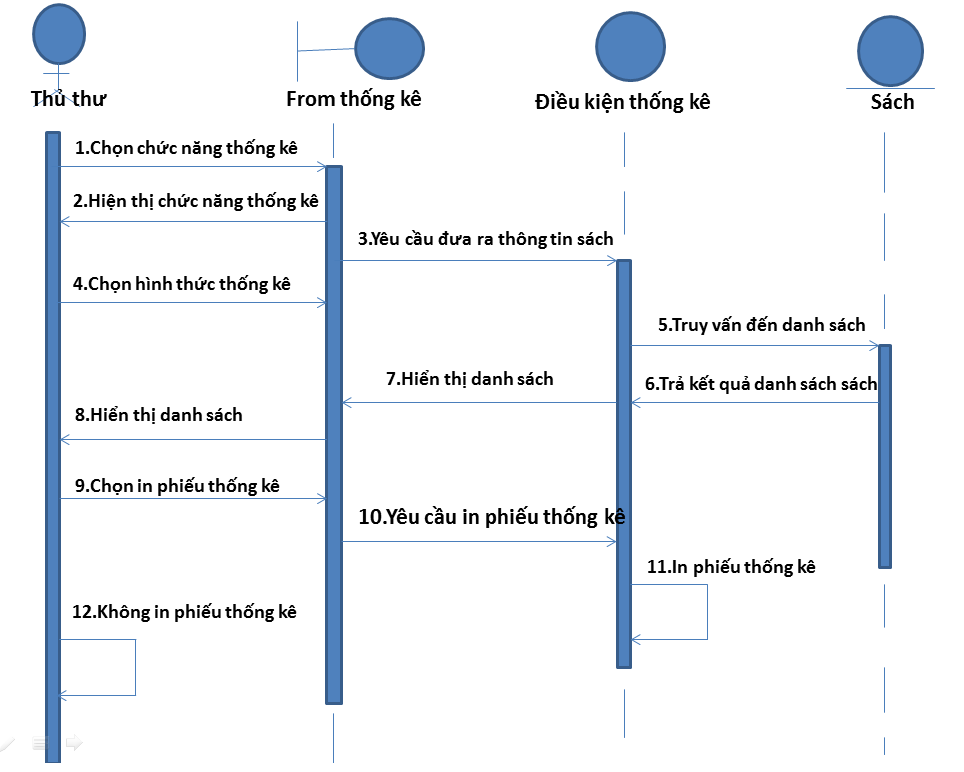 Thủ thư
From thống kê
Điều kiện thống kê
Sách
1.Chọn chức năng thống kê
2.Hiện thị chức năng thống kê
3.Yêu cầu đưa ra thông tin sách
4.Chọn hình thức thống kê
5.Truy vấn đến danh sách
7.Hiển thị danh sách
6.Trả kết quả danh sách sách
8.Hiển thị danh sách
9.Chọn in phiếu thống kê
10.Yêu cầu in phiếu thống kê
11.In phiếu thống kê
12.Không in phiếu thống kê